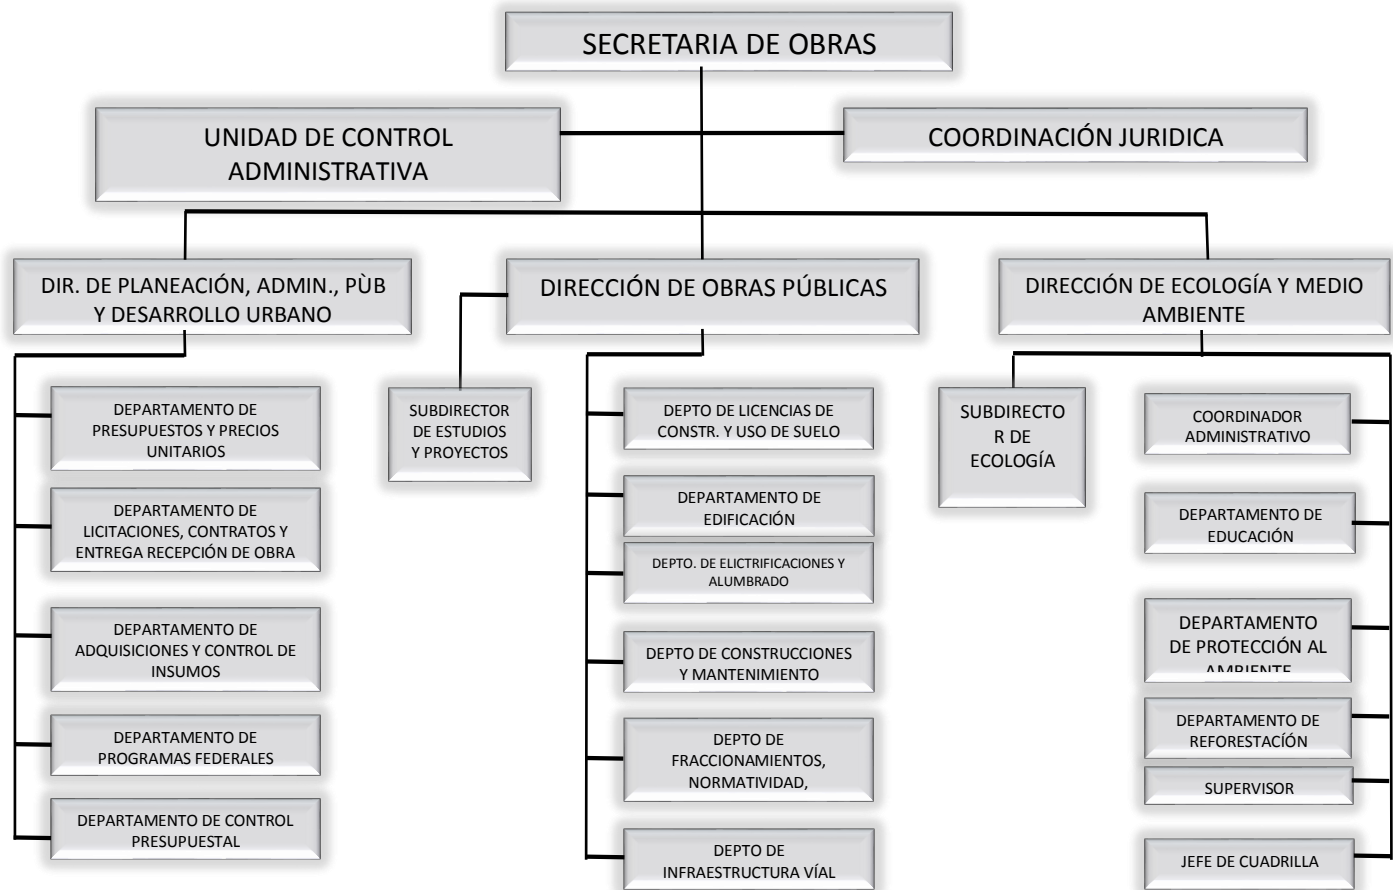 SECRETARIA DE OBRAS
UNIDAD DE CONTROL
ADMINISTRATIVA
COORDINACIÓN JURIDICA
DIR. DE PLANEACIÓN, ADMIN., PÙB
Y DESARROLLO URBANO
DIRECCIÓN DE OBRAS PÚBLICAS
DIRECCIÓN DE ECOLOGÍA Y MEDIO
AMBIENTE
DEPARTAMENTO DE
PRESUPUESTOS Y PRECIOS
UNITARIOS
DEPARTAMENTO DE
LICITACIONES, CONTRATOS Y
ENTREGA RECEPCIÓN DE OBRA
DEPARTAMENTO DE
ADQUISICIONES Y CONTROL DE
INSUMOS
DEPARTAMENTO DE
PROGRAMAS FEDERALES
DEPARTAMENTO DE CONTROL
PRESUPUESTAL
SUBDIRECTOR
DE ESTUDIOS
Y PROYECTOS
DEPTO DE LICENCIAS DE
CONSTR. Y USO DE SUELO
DEPARTAMENTO DE
EDIFICACIÓN
DEPTO. DE ELICTRIFICACIONES Y
ALUMBRADO
DEPTO DE CONSTRUCCIONES
Y MANTENIMIENTO
DEPTO DE
FRACCIONAMIENTOS,
NORMATIVIDAD,
DEPTO DE
INFRAESTRUCTURA VÍAL
SUBDIRECTO
R DE
ECOLOGÍA
COORDINADOR
ADMINISTRATIVO
DEPARTAMENTO DE
EDUCACIÓN
DEPARTAMENTO
DE PROTECCIÓN AL
AMBIENTE
DEPARTAMENTO DE
REFORESTACÍÓN
SUPERVISOR
JEFE DE CUADRILLA